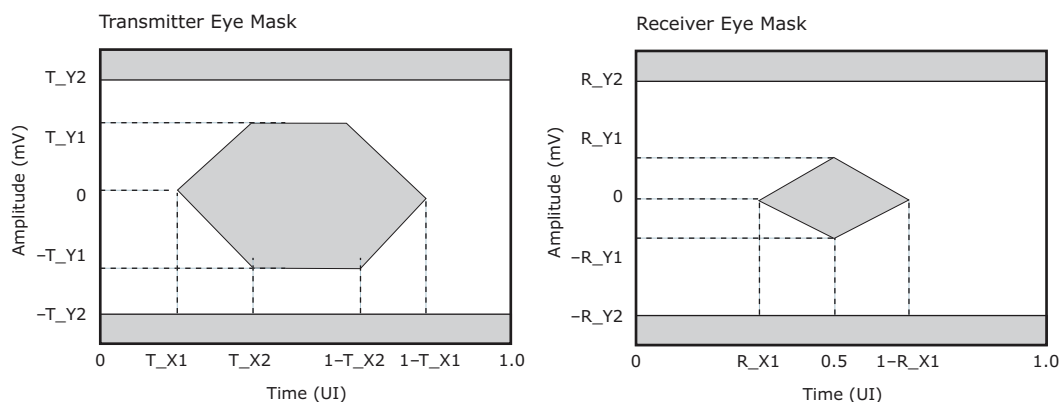 Transmitter Eye Mask
T_Y2
T_Y1
0
–T_Y1
–T_Y2
Amplitude (mV)
0 T_X1 T_X2 1–T_X2 1–T_X1 1.0
Time (UI)
Receiver Eye Mask
R_Y2
R_Y1
0
–R_Y1
–R_Y2
Amplitude (mV)
0 R_X1 0.5 1–R_X1 1.0
Time (UI)